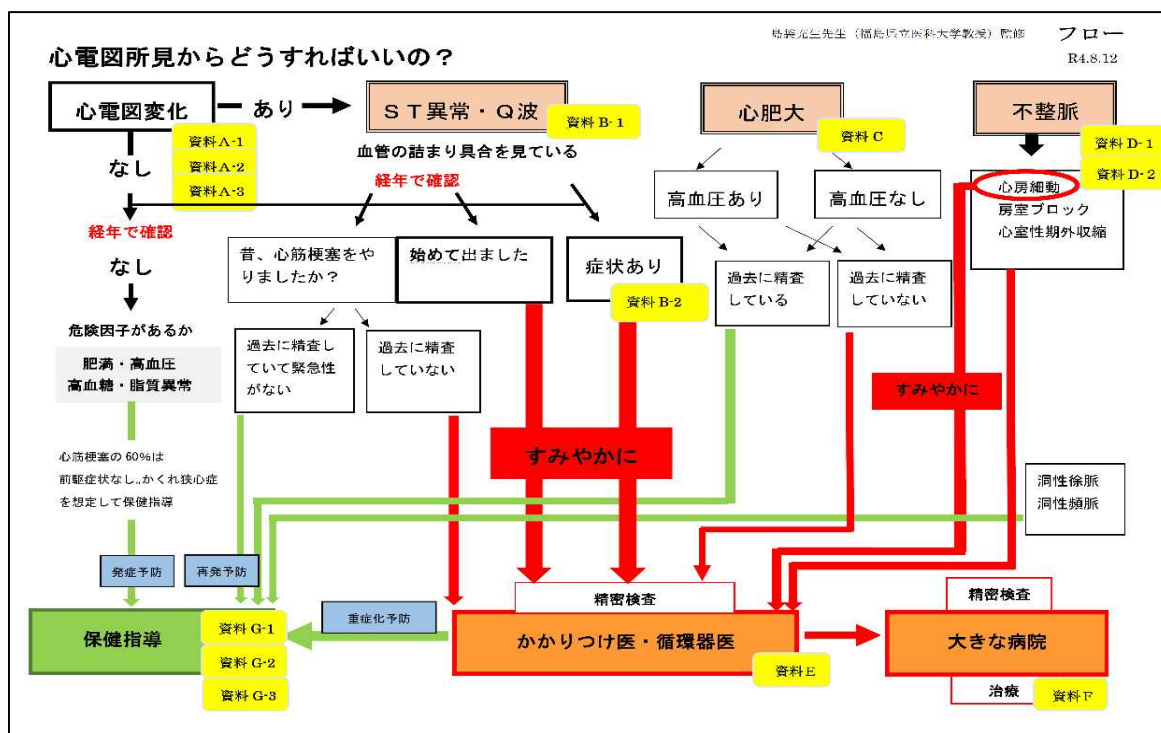 心電図所見からどうすればいいの？
先生（福島県立医科大学教授）監修
フロー
R4.8.12
心電図変化
あり
ＳＴ異常・Ｑ波
資料B-1
心肥大
資料C
不整脈
資料D-1
資料D-2
資料A-1
資料A-2
資料A-3
なし
血管の詰まり具合を見ている
経年で確認
経年で確認
なし
危険因子があるか
肥満・高血圧
高血糖・脂質異常
心筋梗塞の60%は
前駆症状なし..かくれ狭心症
を想定して保健指導
昔、心筋梗塞をや
りましたか？
始めて出ました
症状あり
資料B-2
過去に精査し
ていて緊急性
がない
過去に精査
していない
高血圧あり
高血圧なし
過去に精査
している
過去に精査
していない
心房細動
房室ブロック
心室性期外収縮
すみやかに
すみやかに
洞性徐脈
洞性頻脈
発症予防
再発予防
重症化予防
保健指導
資料G-1
資料G-2
資料G-3
精密検査
かかりつけ医・循環器医
資料E
精密検査
大きな病院
治療
資料F